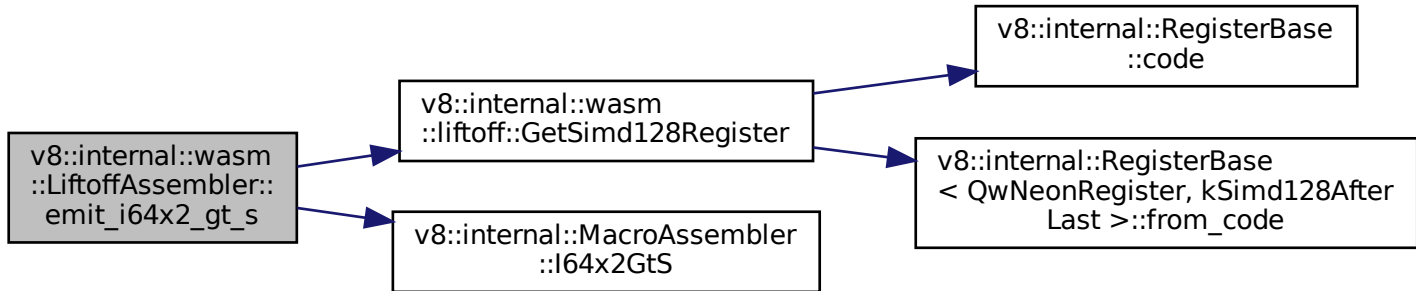 v8::internal::wasm
::LiftoffAssembler::
emit_i64x2_gt_s
v8::internal::wasm
::liftoff::GetSimd128Register
v8::internal::MacroAssembler
::I64x2GtS
v8::internal::RegisterBase
::code
v8::internal::RegisterBase
< QwNeonRegister, kSimd128After
Last >::from_code